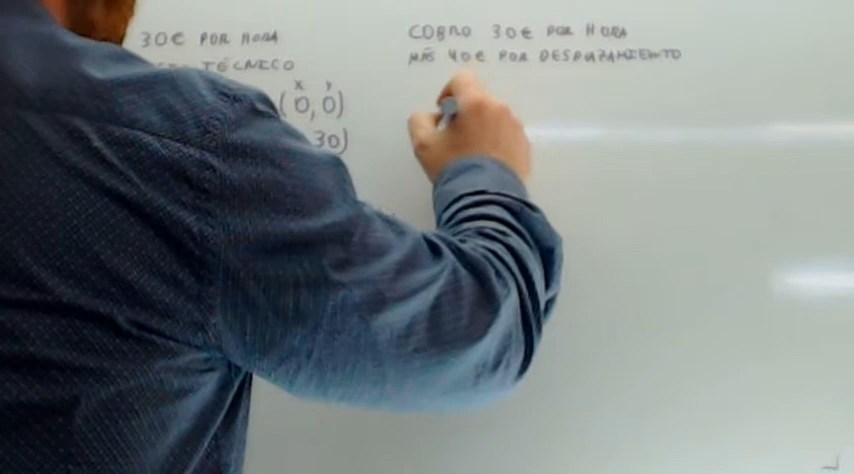 30€ POR HORA
TÉCNICO
x y
(0,0)
30)
COBRO 30€ POR HORA
MÁS 40€ POR DESPLAZAMIENTO